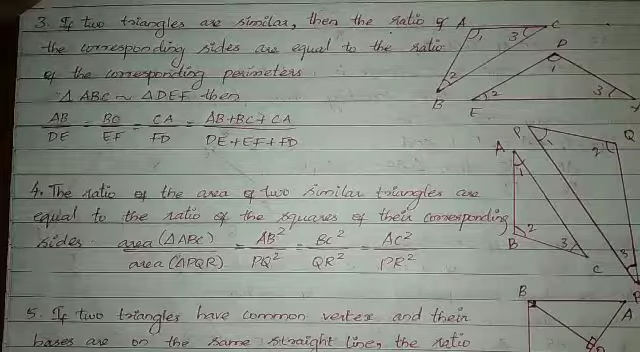 3. If two triangles are similar, then the ratio of
the corresponding sides are equal to the ratio
of the corresponding perimeters
Δ ABC ~ Δ DEF then
AB/DE = BC/EF = CA/FD = AB+BC+CA/DE+EF+FD
A 1 C 3 2 B
D 1 E 2 3 F
4. The ratio of the area of two similar triangles are
equal to the ratio of the squares of their corresponding
sides. area (ΔABC)/area (ΔPQR) = AB²/PQ² = BC²/QR² = AC²/PR²
A 1 B 2 3 C
P 1 Q 2 3 R
5. If two triangles have common vertex and their
bases are on the same straight line, the ratio
B A D